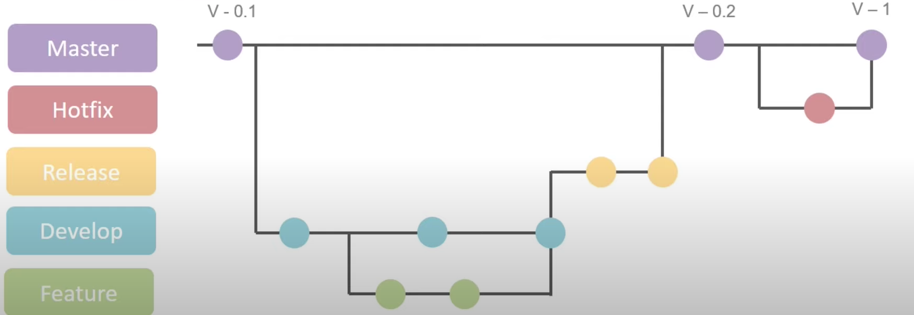 V - 0.1
V – 0.2
V – 1
Master
Hotfix
Release
Develop
Feature